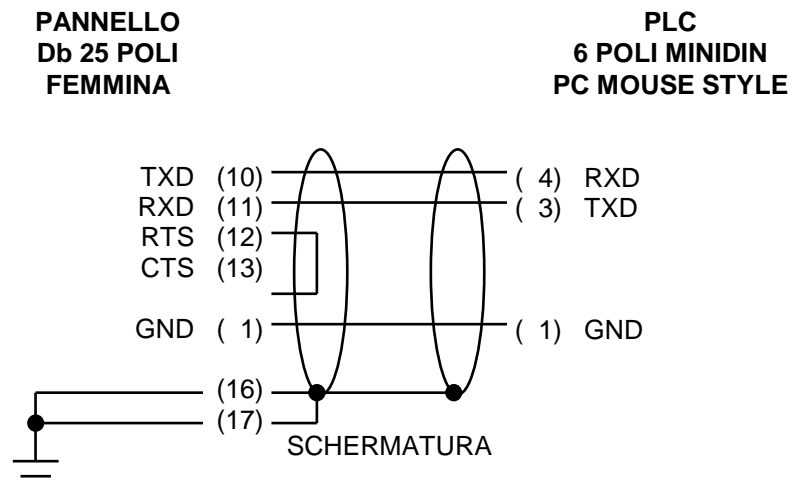 PANNELLO
Db 25 POLI
FEMMINA
PLC
6 POLI MINIDIN
PC MOUSE STYLE
TXD (10) ( 4) RXD
RXD (11) ( 3) TXD
RTS (12)
CTS (13)
GND ( 1) ( 1) GND
(16)
(17)
SCHERMATURA